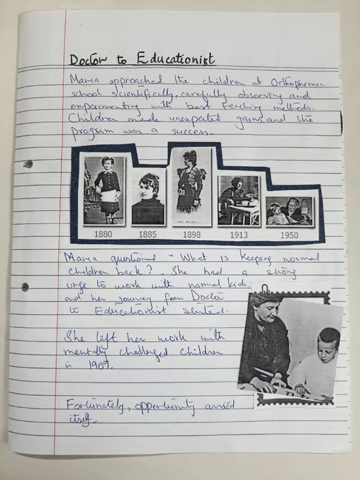 Doctor to Educationist
Maria approached the children at Orthophrenic
school scientifically, carefully observing and
experimenting with best teaching methods.
Children made unexpected gains and the
program was a success.
1880 1885 1898 1913 1950
Maria questioned "What is keeping normal
children back?. She had a strong
urge to work with normal kids,
and her journey from Doctor
to Educationist started.
She left her work with
mentally challenged children
in 1907.
Fortunately, opportunity arrived
itself.